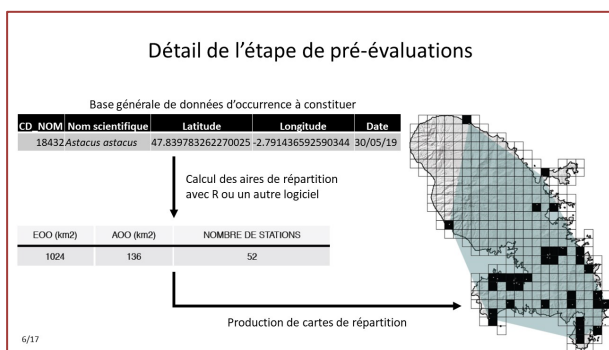 Détail de l'étape de pré-évaluations
Base générale de données d'occurrence à constituer
CD_NOM Nom scientifique Latitude Longitude Date
18432 Astacus astacus 47.839783262270025 -2.791436592590344 30/05/19
Calcul des aires de répartition
avec R ou un autre logiciel
EOO (km2) AOO (km2) NOMBRE DE STATIONS
1024 136 52
Production de cartes de répartition
6/17